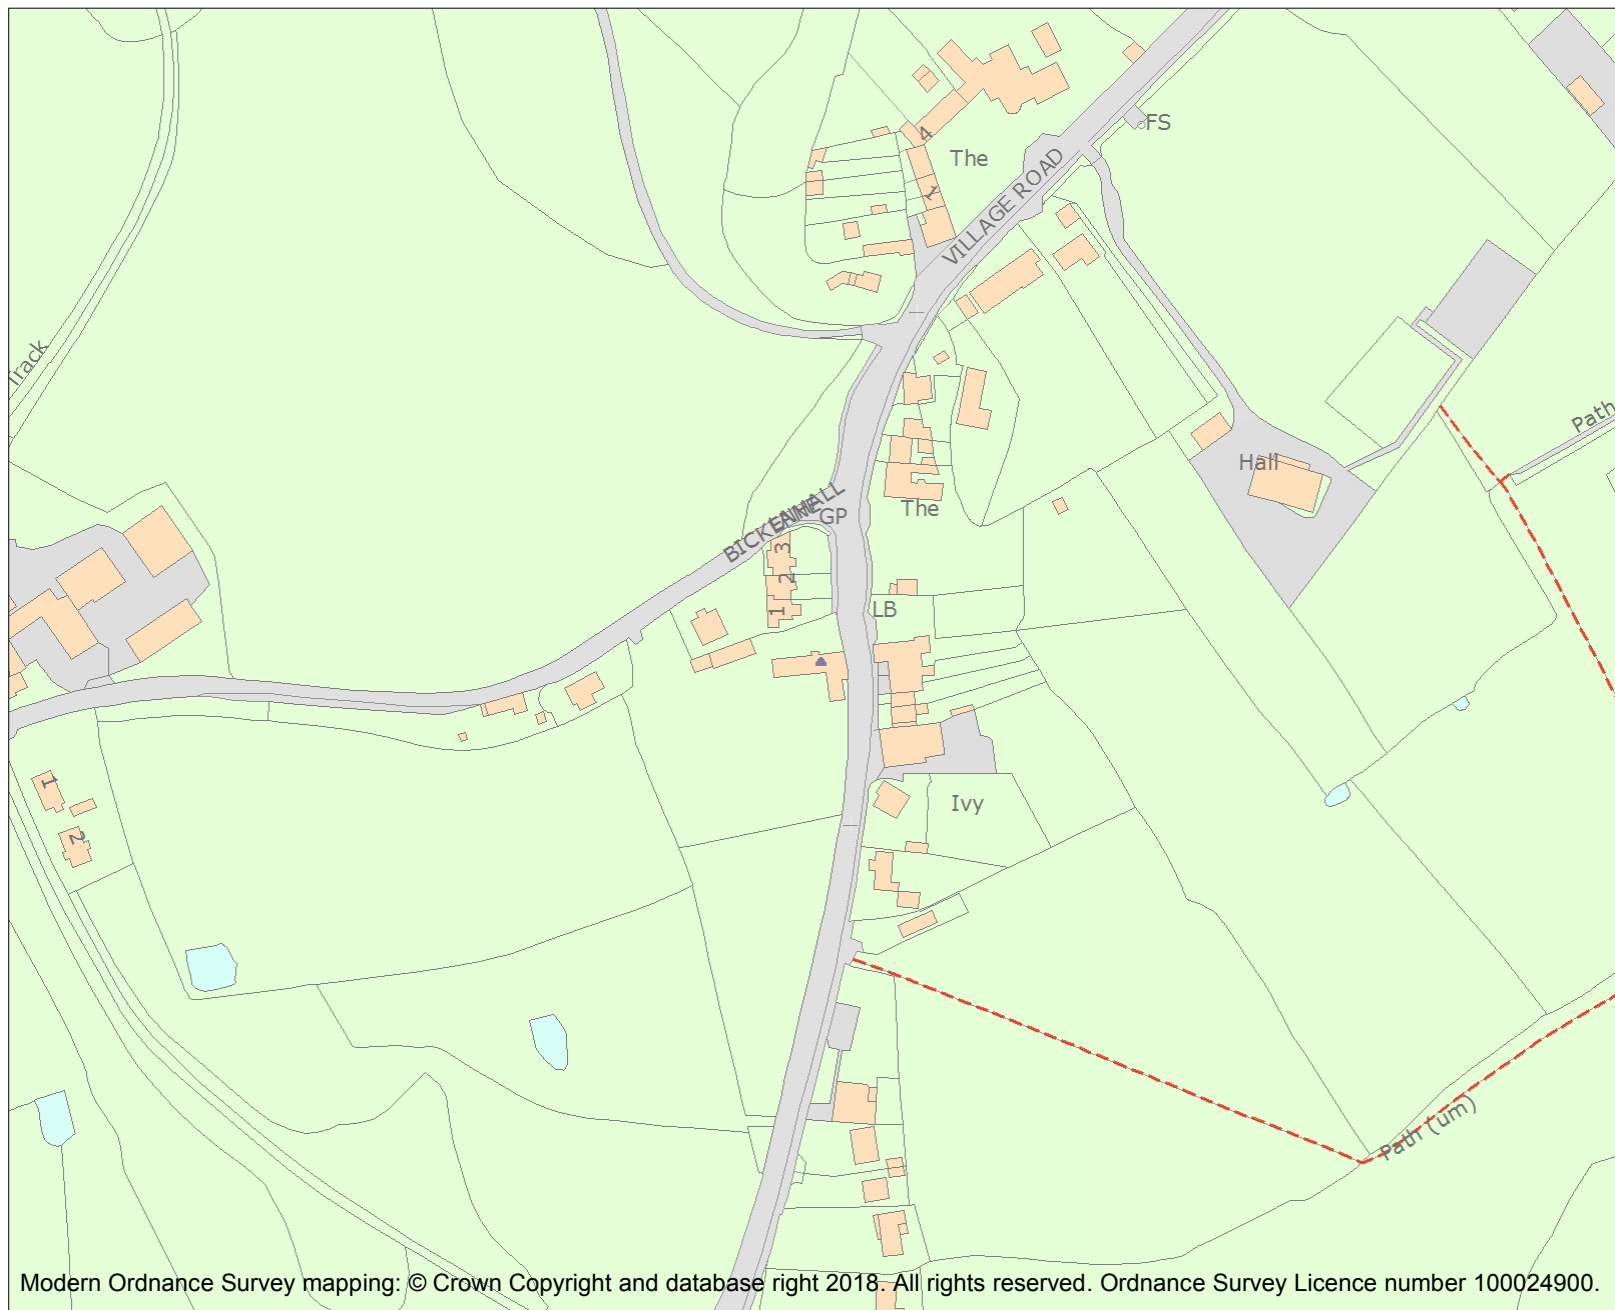 FS
4
The
1
VILLAGE ROAD
Track
Path
Hall
The
BICKENHALL
LANE
GP
3
2
1
LB
1
2
Ivy
Path (um)
Modern Ordnance Survey mapping: © Crown Copyright and database right 2018. All rights reserved. Ordnance Survey Licence number 100024900.